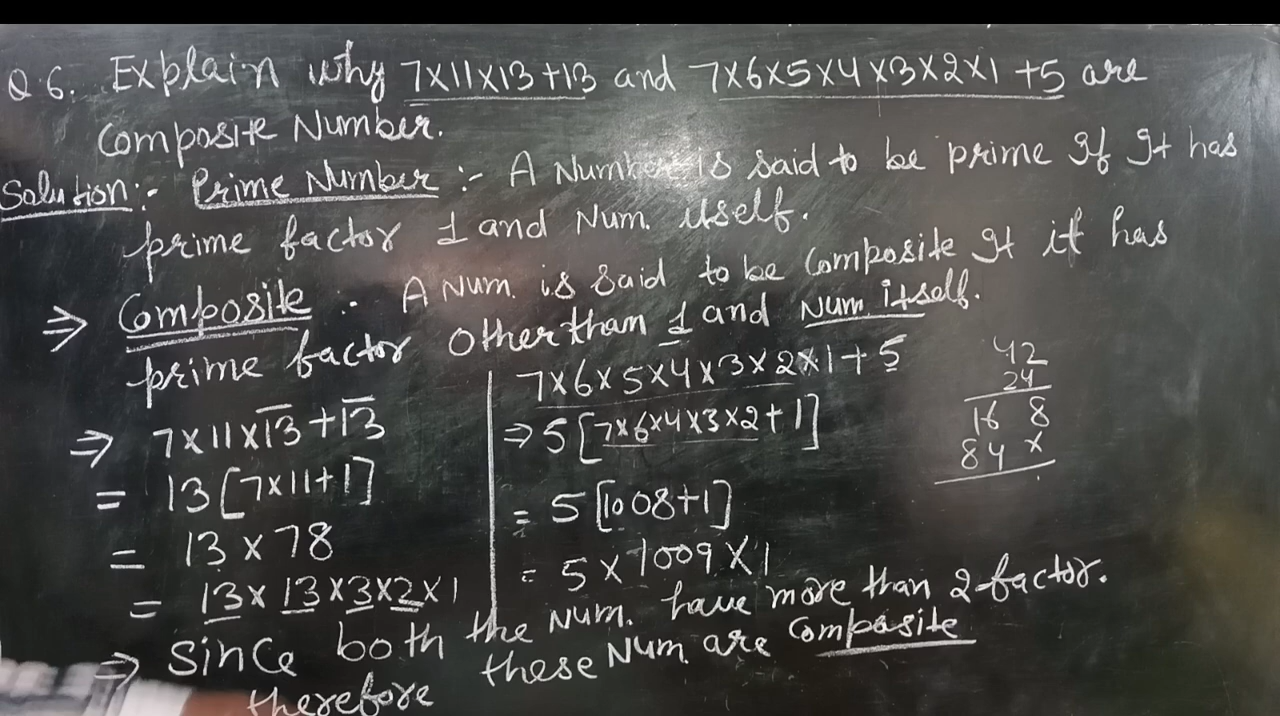 Q.6. Explain why 7×11×13+13 and 7×6×5×4×3×2×1+5 are
Composite Number.
Solution:- Prime Number :- A Number is said to be prime If It has
prime factor 1 and Num. itself.
⇒ Composite :- A Num. is said to be Composite It it has
prime factor Other than 1 and Num. itself.
⇒ 7×11×13+13
= 13[7×11+1]
= 13×78
= 13×13×3×2×1
7×6×5×4×3×2×1+5
⇒ 5[7×6×4×3×2+1]
= 5[1008+1]
= 5×1009×1
42
24
16 8
84 ×
⇒ Since both the Num. have more than 2 factor.
therefore these Num. are Composite